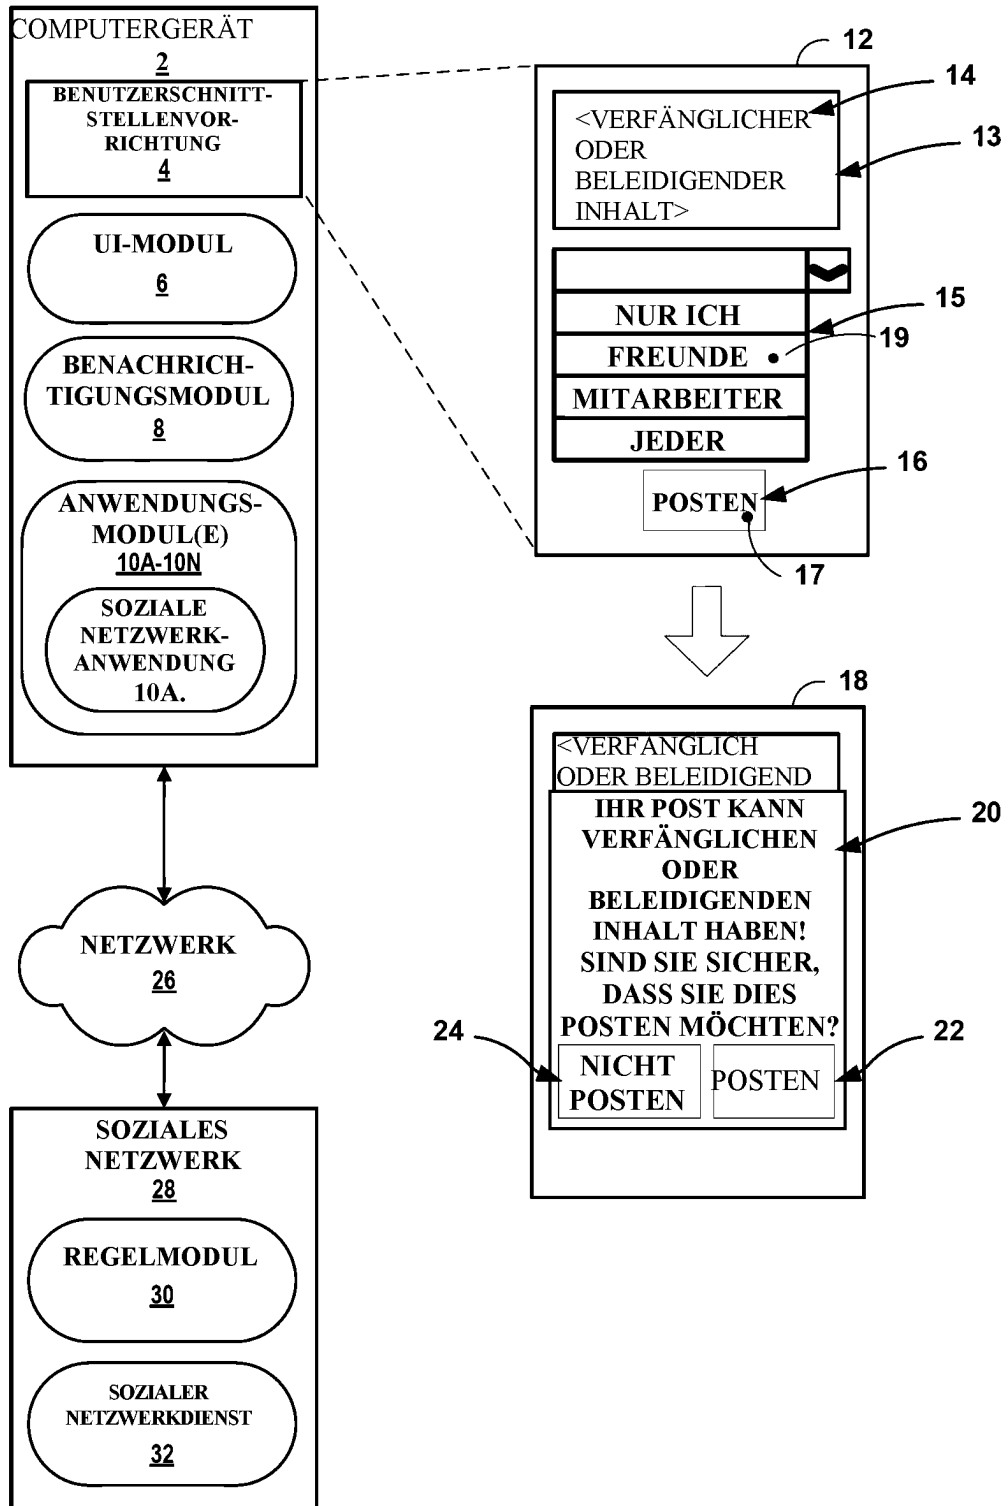 COMPUTERGERÄT
2
BENUTZERSCHNITT-
STELLENVOR-
RICHTUNG
4
UI-MODUL
6
BENACHRICH-
TIGUNGSMODUL
8
ANWENDUNGS-
MODUL(E)
10A-10N
SOZIALE
NETZWERK-
ANWENDUNG
10A.
NETZWERK
26
SOZIALES
NETZWERK
28
REGELMODUL
30
SOZIALER
NETZWERKDIENST
32
12
14
<VERFÄNGLICHER
ODER
BELEIDIGENDER
INHALT>
13
15
NUR ICH
19
FREUNDE
MITARBEITER
JEDER
16
POSTEN
17
18
<VERFÄNGLICH
ODER BELEIDIGEND
IHR POST KANN
VERFÄNGLICHEN
ODER
BELEIDIGENDEN
INHALT HABEN!
SIND SIE SICHER,
DASS SIE DIES
POSTEN MÖCHTEN?
20
24
NICHT
POSTEN
POSTEN
22